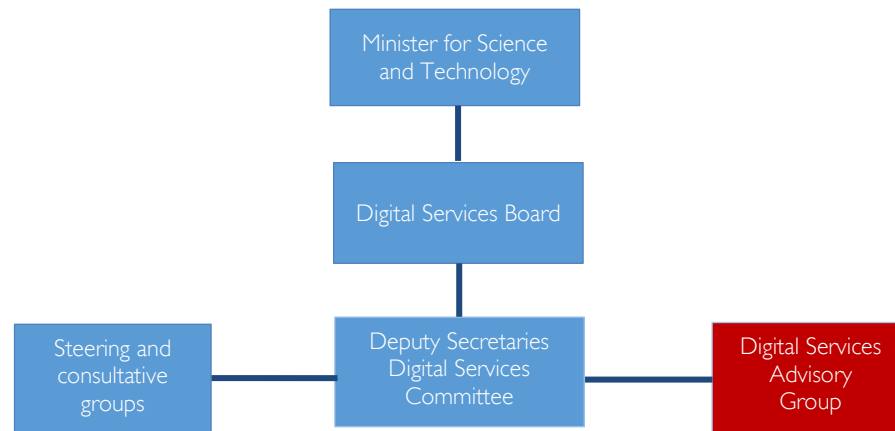 Minister for Science
and Technology
Digital Services Board
Steering and
consultative
groups
Deputy Secretaries
Digital Services
Committee
Digital Services
Advisory
Group